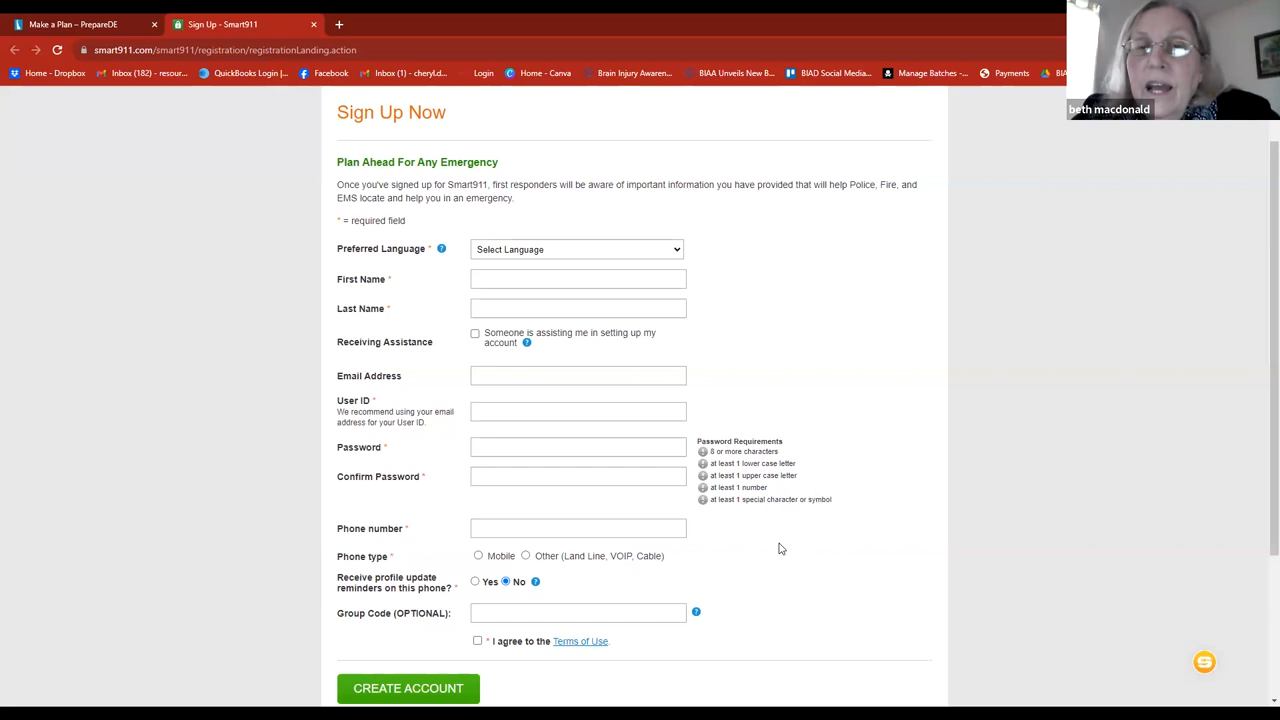 Make a Plan – PrepareDE
Sign Up - Smart911
smart911.com/smart911/registration/registrationLanding.action
Home - Dropbox
Inbox (182) - resour...
QuickBooks Login |...
Facebook
Inbox (1) - cheryl.d...
Login
Home - Canva
Brain Injury Awaren...
BIAA Unveils New B...
BIAD Social Media...
Manage Batches -...
Payments
BI
beth macdonald
Sign Up Now
Plan Ahead For Any Emergency
Once you've signed up for Smart911, first responders will be aware of important information you have provided that will help Police, Fire, and
EMS locate and help you in an emergency.
* = required field
Preferred Language * ?
Select Language
First Name *
Last Name *
Receiving Assistance
Someone is assisting me in setting up my
account ?
Email Address
User ID *
We recommend using your email
address for your User ID.
Password *
Password Requirements
8 or more characters
at least 1 lower case letter
at least 1 upper case letter
at least 1 number
at least 1 special character or symbol
Confirm Password *
Phone number *
Phone type *
Mobile
Other (Land Line, VOIP, Cable)
Receive profile update
reminders on this phone? *
Yes
No ?
Group Code (OPTIONAL):
?
* I agree to the Terms of Use.
CREATE ACCOUNT